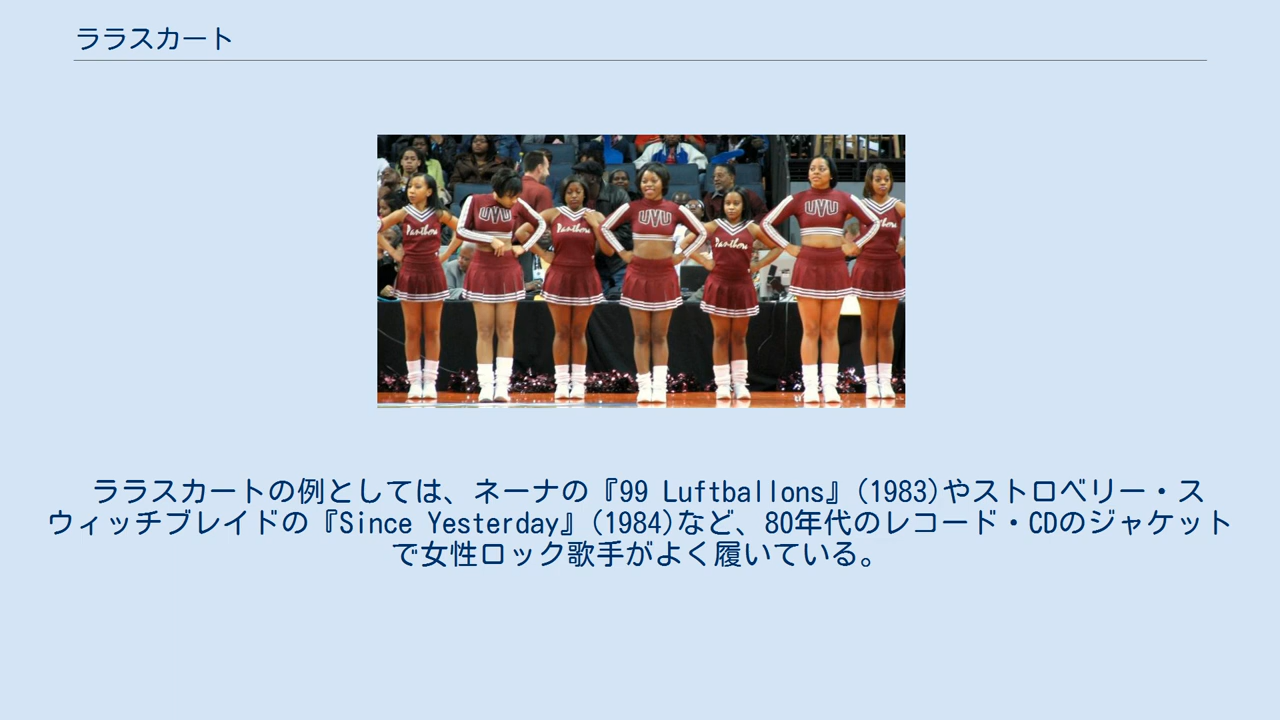 ララスカート
UVU
Panthers
UVU
Panthers
UVU
ララスカートの例としては、ネーナの『99 Luftballons』(1983)やストロベリー・ス
ウィッチブレイドの『Since Yesterday』(1984)など、80年代のレコード・CDのジャケット
で女性ロック歌手がよく履いている。